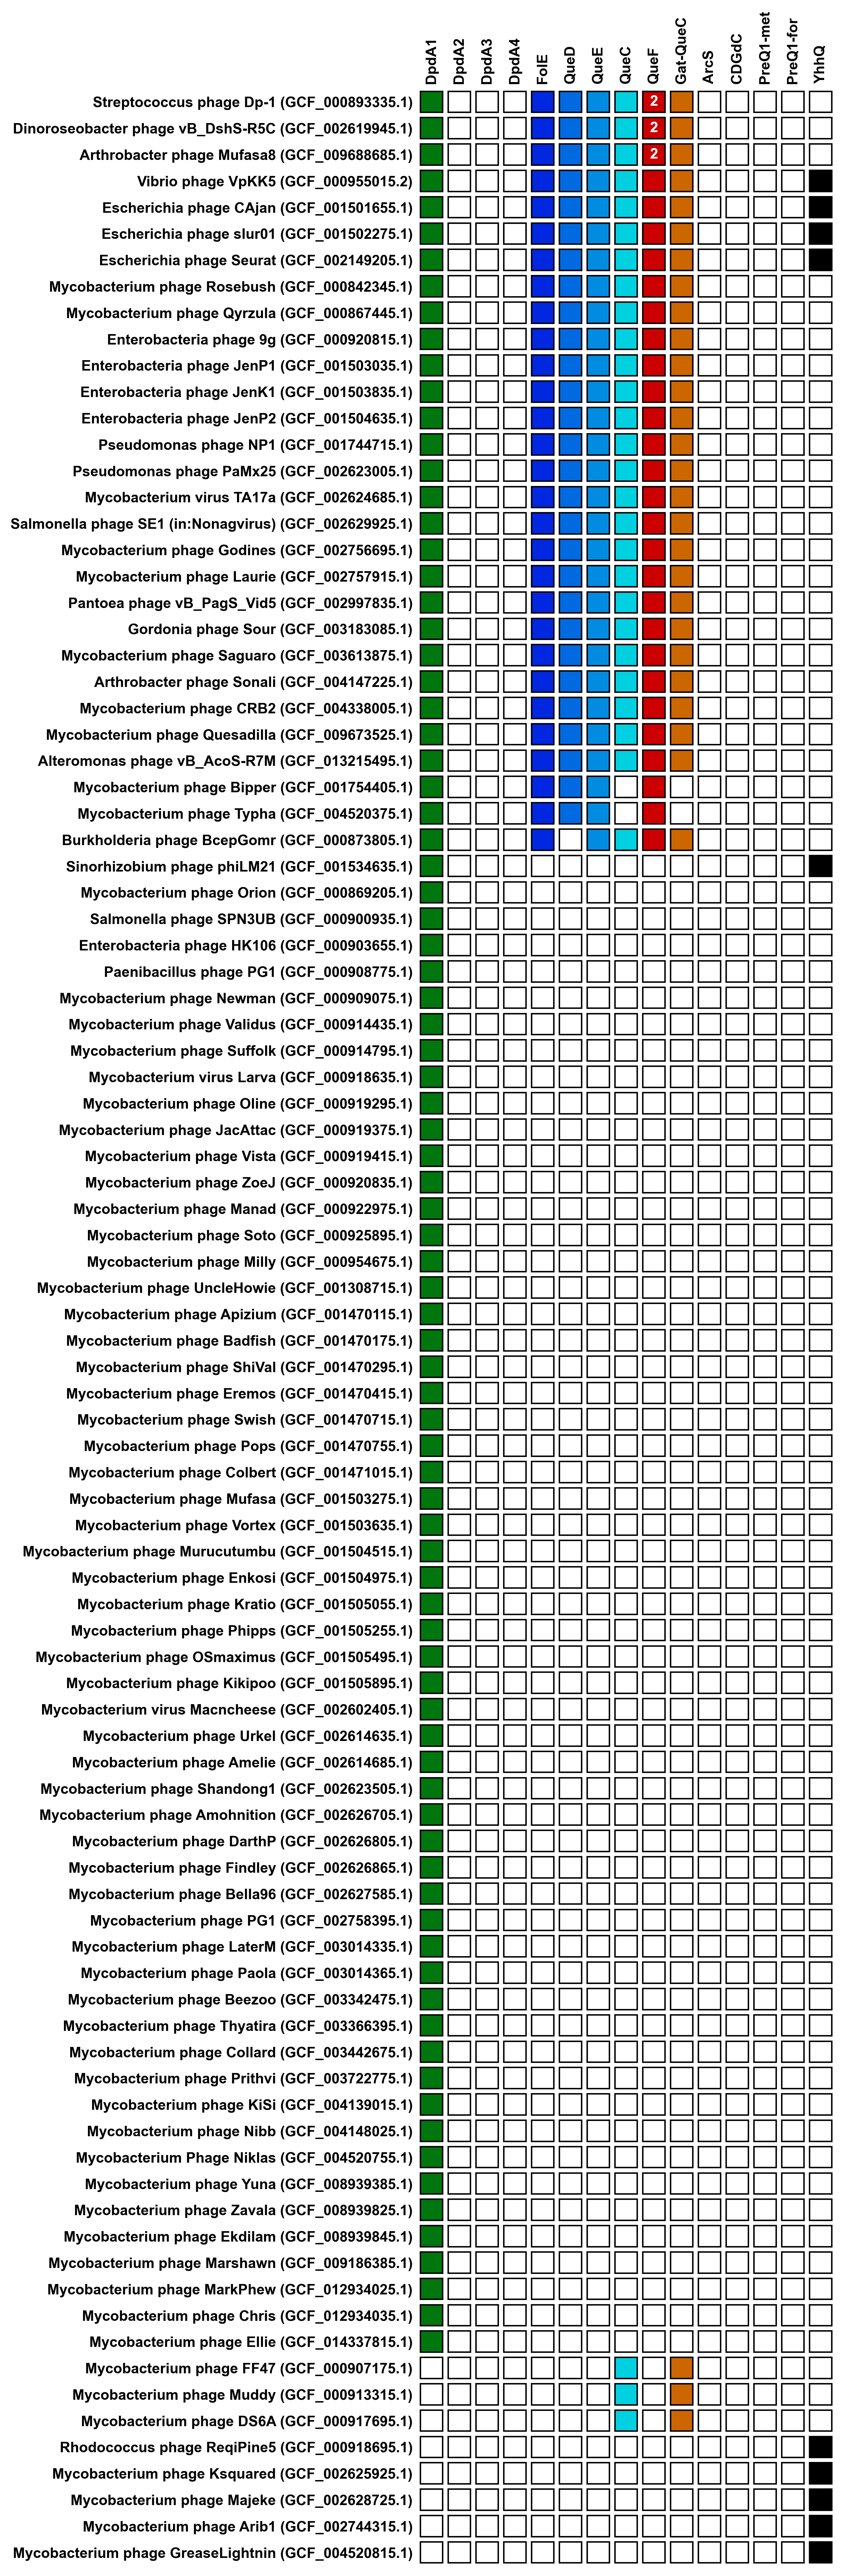 DpdA1 DpdA2 DpdA3 DpdA4 FolE QueD QueE QueC QueF Gat-QueC ArcS CDGdC PreQ1-met PreQ1-for YhhQ
Streptococcus phage Dp-1 (GCF_000893335.1) 2
Dinoroseobacter phage vB_DshS-R5C (GCF_002619945.1) 2
Arthrobacter phage Mufasa8 (GCF_009688685.1) 2
Vibrio phage VpKK5 (GCF_000955015.2)
Escherichia phage CAjan (GCF_001501655.1)
Escherichia phage slur01 (GCF_001502275.1)
Escherichia phage Seurat (GCF_002149205.1)
Mycobacterium phage Rosebush (GCF_000842345.1)
Mycobacterium phage Qyrzula (GCF_000867445.1)
Enterobacteria phage 9g (GCF_000920815.1)
Enterobacteria phage JenP1 (GCF_001503035.1)
Enterobacteria phage JenK1 (GCF_001503835.1)
Enterobacteria phage JenP2 (GCF_001504635.1)
Pseudomonas phage NP1 (GCF_001744715.1)
Pseudomonas phage PaMx25 (GCF_002623005.1)
Mycobacterium virus TA17a (GCF_002624685.1)
Salmonella phage SE1 (in:Nonagvirus) (GCF_002629925.1)
Mycobacterium phage Godines (GCF_002756695.1)
Mycobacterium phage Laurie (GCF_002757915.1)
Pantoea phage vB_PagS_Vid5 (GCF_002997835.1)
Gordonia phage Sour (GCF_003183085.1)
Mycobacterium phage Saguaro (GCF_003613875.1)
Arthrobacter phage Sonali (GCF_004147225.1)
Mycobacterium phage CRB2 (GCF_004338005.1)
Mycobacterium phage Quesadilla (GCF_009673525.1)
Alteromonas phage vB_AcoS-R7M (GCF_013215495.1)
Mycobacterium phage Bipper (GCF_001754405.1)
Mycobacterium phage Typha (GCF_004520375.1)
Burkholderia phage BcepGomr (GCF_000873805.1)
Sinorhizobium phage phiLM21 (GCF_001534635.1)
Mycobacterium phage Orion (GCF_000869205.1)
Salmonella phage SPN3UB (GCF_000900935.1)
Enterobacteria phage HK106 (GCF_000903655.1)
Paenibacillus phage PG1 (GCF_000908775.1)
Mycobacterium phage Newman (GCF_000909075.1)
Mycobacterium phage Validus (GCF_000914435.1)
Mycobacterium phage Suffolk (GCF_000914795.1)
Mycobacterium virus Larva (GCF_000918635.1)
Mycobacterium phage Oline (GCF_000919295.1)
Mycobacterium phage JacAttac (GCF_000919375.1)
Mycobacterium phage Vista (GCF_000919415.1)
Mycobacterium phage ZoeJ (GCF_000920835.1)
Mycobacterium phage Manad (GCF_000922975.1)
Mycobacterium phage Soto (GCF_000925895.1)
Mycobacterium phage Milly (GCF_000954675.1)
Mycobacterium phage UncleHowie (GCF_001308715.1)
Mycobacterium phage Apizium (GCF_001470115.1)
Mycobacterium phage Badfish (GCF_001470175.1)
Mycobacterium phage ShiVal (GCF_001470295.1)
Mycobacterium phage Eremos (GCF_001470415.1)
Mycobacterium phage Swish (GCF_001470715.1)
Mycobacterium phage Pops (GCF_001470755.1)
Mycobacterium phage Colbert (GCF_001471015.1)
Mycobacterium phage Mufasa (GCF_001503275.1)
Mycobacterium phage Vortex (GCF_001503635.1)
Mycobacterium phage Murucutumbu (GCF_001504515.1)
Mycobacterium phage Enkosi (GCF_001504975.1)
Mycobacterium phage Kratio (GCF_001505055.1)
Mycobacterium phage Phipps (GCF_001505255.1)
Mycobacterium phage OSmaximus (GCF_001505495.1)
Mycobacterium phage Kikipoo (GCF_001505895.1)
Mycobacterium virus Macncheese (GCF_002602405.1)
Mycobacterium phage Urkel (GCF_002614635.1)
Mycobacterium phage Amelie (GCF_002614685.1)
Mycobacterium phage Shandong1 (GCF_002623505.1)
Mycobacterium phage Amohnition (GCF_002626705.1)
Mycobacterium phage DarthP (GCF_002626805.1)
Mycobacterium phage Findley (GCF_002626865.1)
Mycobacterium phage Bella96 (GCF_002627585.1)
Mycobacterium phage PG1 (GCF_002758395.1)
Mycobacterium phage LaterM (GCF_003014335.1)
Mycobacterium phage Paola (GCF_003014365.1)
Mycobacterium phage Beezoo (GCF_003342475.1)
Mycobacterium phage Thyatira (GCF_003366395.1)
Mycobacterium phage Collard (GCF_003442675.1)
Mycobacterium phage Prithvi (GCF_003722775.1)
Mycobacterium phage KiSi (GCF_004139015.1)
Mycobacterium phage Nibb (GCF_004148025.1)
Mycobacterium Phage Niklas (GCF_004520755.1)
Mycobacterium phage Yuna (GCF_008939385.1)
Mycobacterium phage Zavala (GCF_008939825.1)
Mycobacterium phage Ekdilam (GCF_008939845.1)
Mycobacterium phage Marshawn (GCF_009186385.1)
Mycobacterium phage MarkPhew (GCF_012934025.1)
Mycobacterium phage Chris (GCF_012934035.1)
Mycobacterium phage Ellie (GCF_014337815.1)
Mycobacterium phage FF47 (GCF_000907175.1)
Mycobacterium phage Muddy (GCF_000913315.1)
Mycobacterium phage DS6A (GCF_000917695.1)
Rhodococcus phage ReqiPine5 (GCF_000918695.1)
Mycobacterium phage Ksquared (GCF_002625925.1)
Mycobacterium phage Majeke (GCF_002628725.1)
Mycobacterium phage Arib1 (GCF_002744315.1)
Mycobacterium phage GreaseLightnin (GCF_004520815.1)